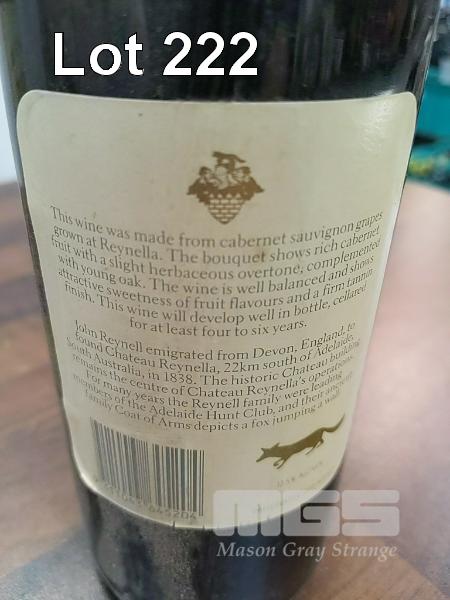 Lot 222
This wine was made from cabernet sauvignon grapes
grown at Reynella. The bouquet shows rich cabernet
fruit with a slight herbaceous overtone, complemented
with young oak. The wine is well balanced and shows
attractive sweetness of fruit flavours and a firm tannin
finish. This wine will develop well in bottle, cellared
for at least four to six years.
John Reynell emigrated from Devon, England, to
found Chateau Reynella, 22km south of Adelaide,
South Australia, in 1838. The historic Chateau building
remains the centre of Chateau Reynella's operations.
For many years the Reynell family were leading
members of the Adelaide Hunt Club, and their
family Coat of Arms depicts a fox jumping a wall.
MGS
Mason Gray Strange